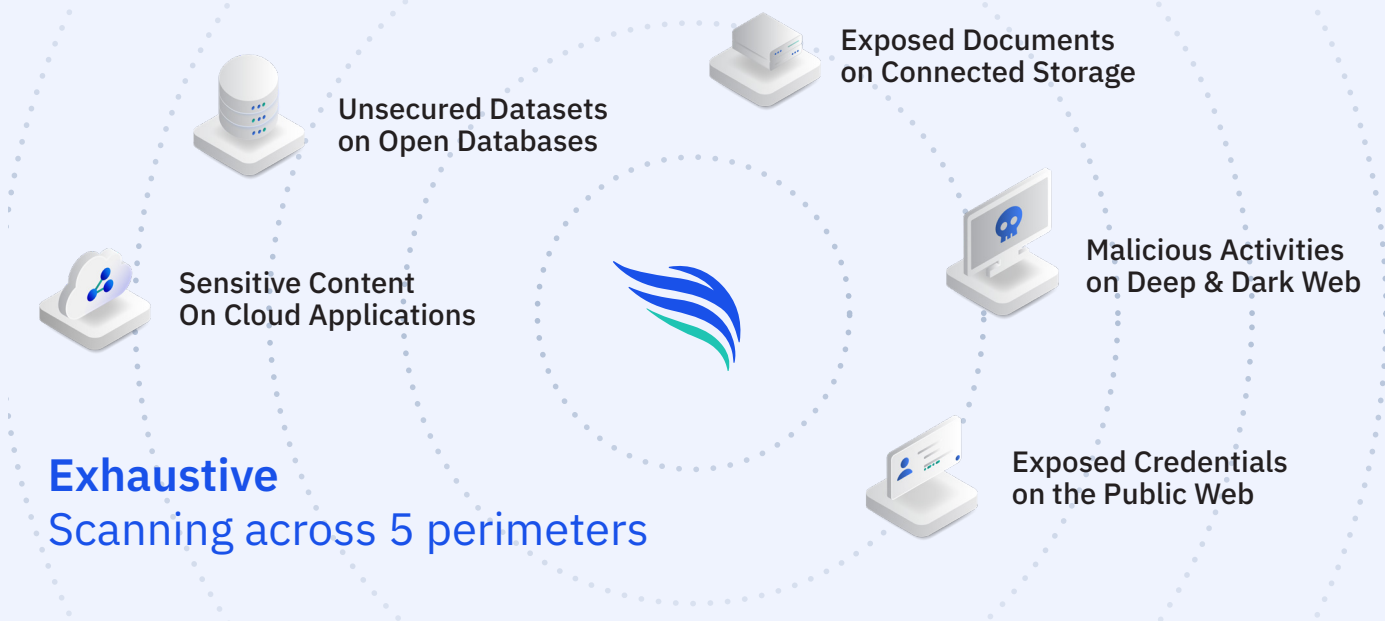 Exposed Documents
on Connected Storage
Unsecured Datasets
on Open Databases
Malicious Activities
on Deep & Dark Web
Sensitive Content
On Cloud Applications
Exposed Credentials
on the Public Web
Exhaustive
Scanning across 5 perimeters